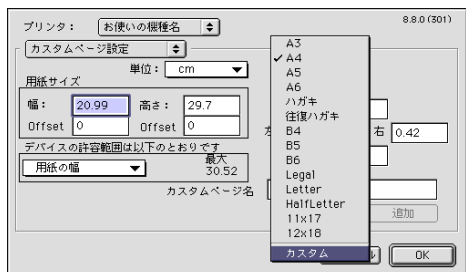 プリンタ： お使いの機種名
8.8.0 (301)
カスタムページ設定
単位： cm
用紙サイズ
幅： 20.99 高さ： 29.7
Offset 0 Offset 0
デバイスの許容範囲は以下のとおりです
用紙の幅
最大
30.52
カスタムページ名
A3
✓A4
A5
A6
ハガキ
往復ハガキ
B4
B5
B6
Legal
Letter
HalfLetter
11x17
12x18
カスタム
右 0.42
追加
OK